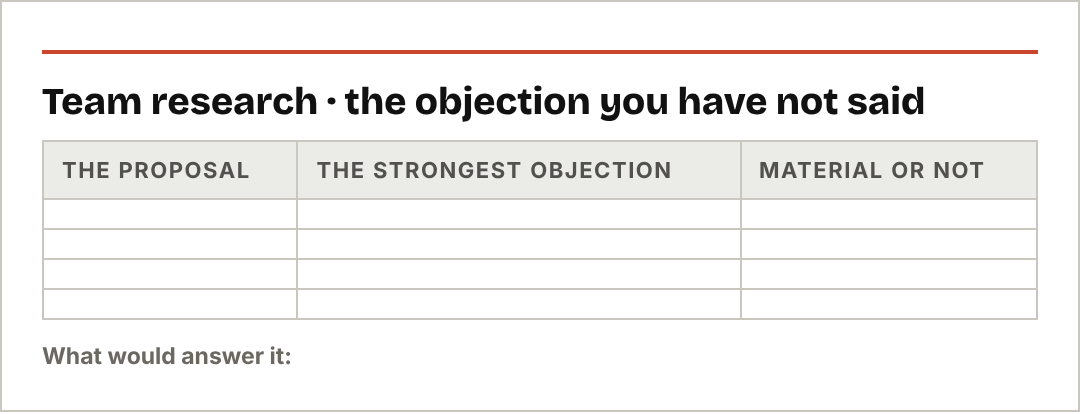 Team research · the objection you have not said
THE PROPOSAL THE STRONGEST OBJECTION MATERIAL OR NOT
What would answer it: